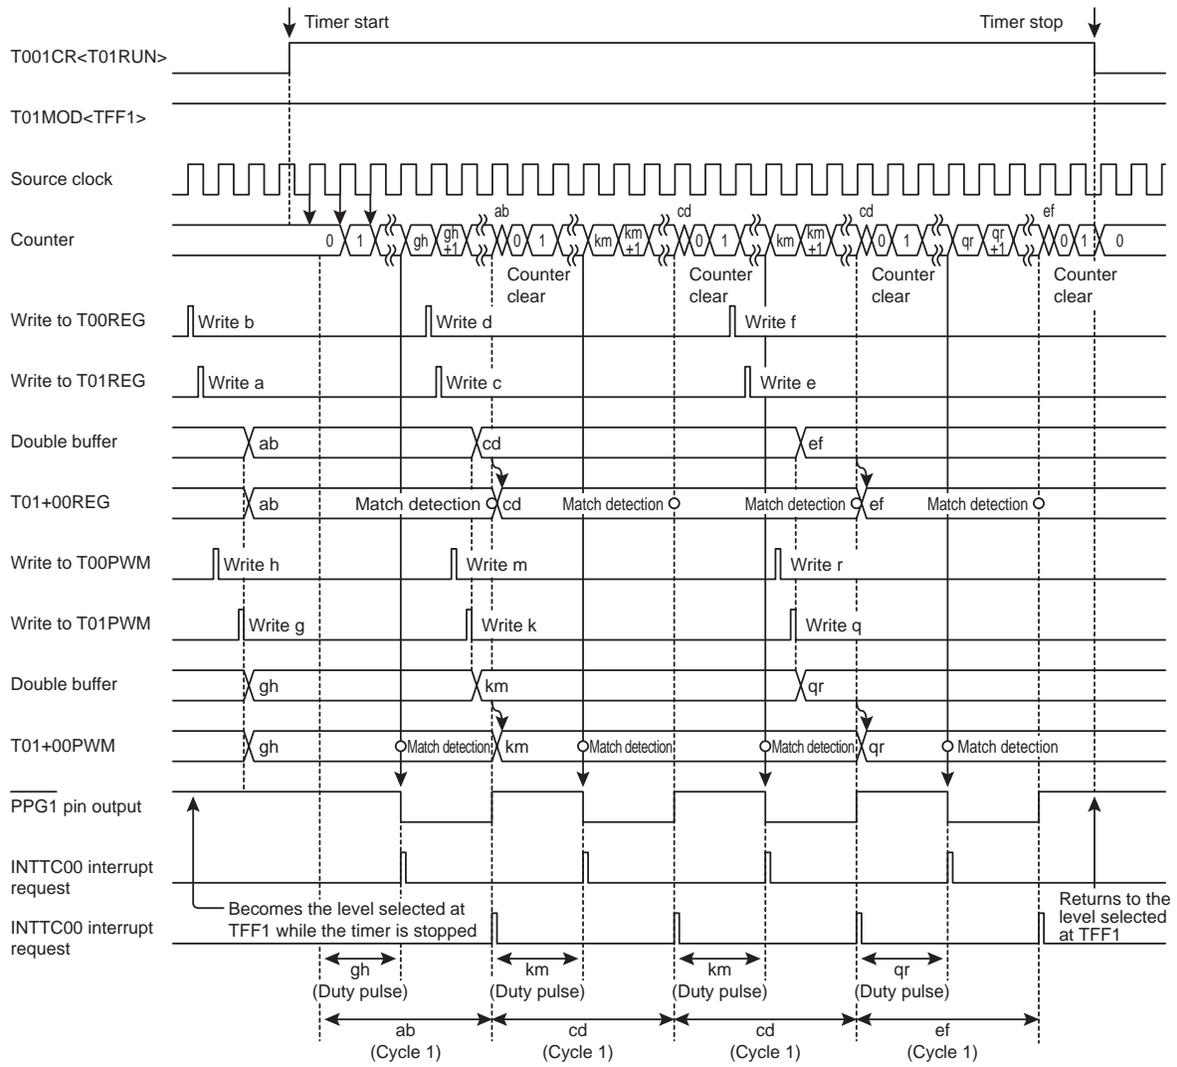 Timer start
Timer stop
T001CR<T01RUN>
T01MOD<TFF1>
Source clock
ab cd cd ef
Counter 0 1 gh gh+1 0 1 km km+1 0 1 km km+1 0 1 qr qr+1 0 1 0
Counter clear
Counter clear
Counter clear
Counter clear
Write to T00REG Write b Write d Write f
Write to T01REG Write a Write c Write e
Double buffer ab cd ef
T01+00REG ab Match detection cd Match detection Match detection ef Match detection
Write to T00PWM Write h Write m Write r
Write to T01PWM Write g Write k Write q
Double buffer gh km qr
T01+00PWM gh Match detection km Match detection Match detection qr Match detection
PPG1 pin output
INTTC00 interrupt
request
Becomes the level selected at
TFF1 while the timer is stopped
Returns to the
level selected
at TFF1
INTTC00 interrupt
request
gh km km qr
(Duty pulse) (Duty pulse) (Duty pulse) (Duty pulse)
ab cd cd ef
(Cycle 1) (Cycle 1) (Cycle 1) (Cycle 1)